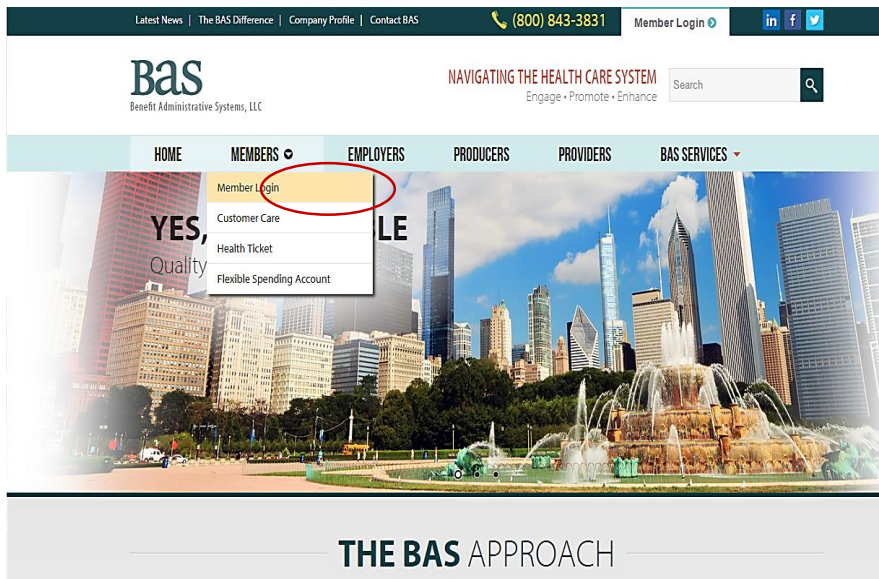 Latest News | The BAS Difference | Company Profile | Contact BAS
(800) 843-3831
Member Login
in f
Bas
Benefit Administrative Systems, LLC
NAVIGATING THE HEALTH CARE SYSTEM
Engage • Promote • Enhance
Search
HOME MEMBERS EMPLOYERS PRODUCERS PROVIDERS BAS SERVICES
Member Login
Customer Care
Health Ticket
Flexible Spending Account
YES, LE
Quality
THE BAS APPROACH